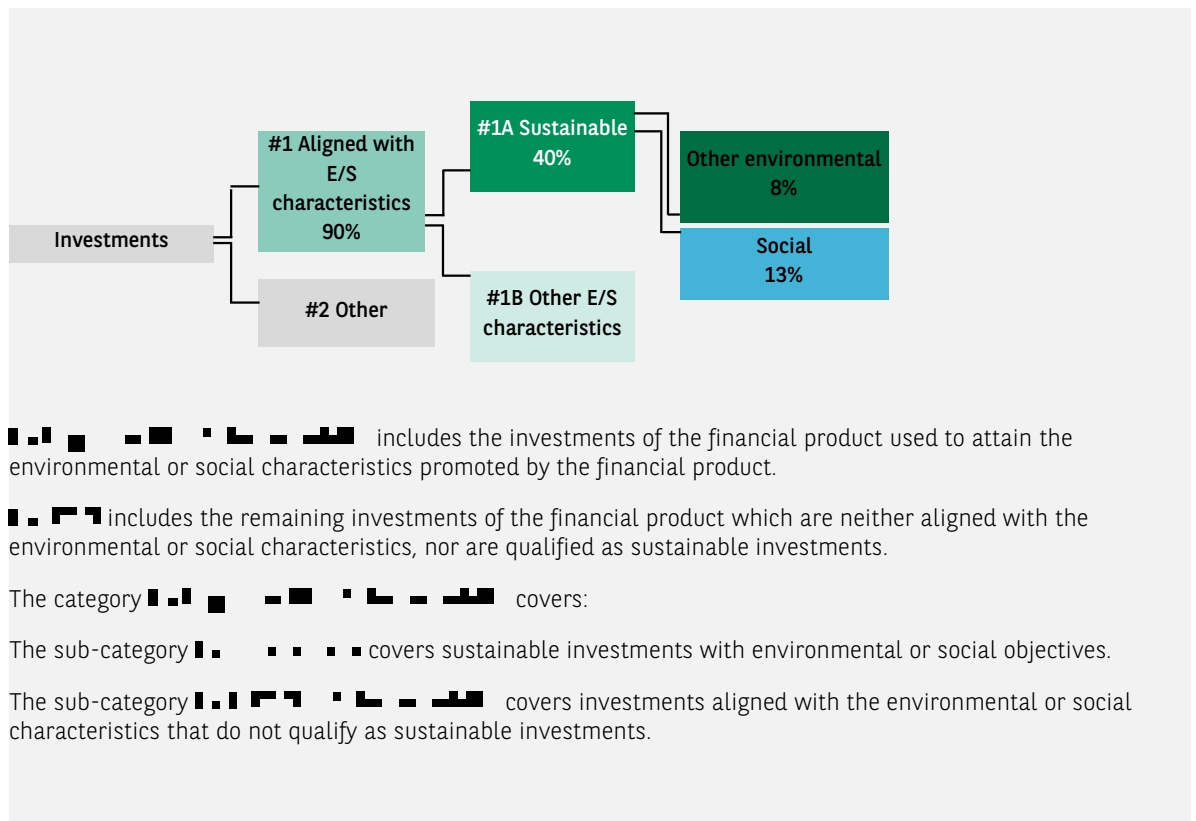 #1A Sustainable
40%
#1 Aligned with
E/S
characteristics
90%
Other environmental
8%
Investments
Social
13%
#2 Other
#1B Other E/S
characteristics
includes the investments of the financial product used to attain the
environmental or social characteristics promoted by the financial product.
includes the remaining investments of the financial product which are neither aligned with the
environmental or social characteristics, nor are qualified as sustainable investments.
The category covers:
The sub-category covers sustainable investments with environmental or social objectives.
The sub-category covers investments aligned with the environmental or social
characteristics that do not qualify as sustainable investments.